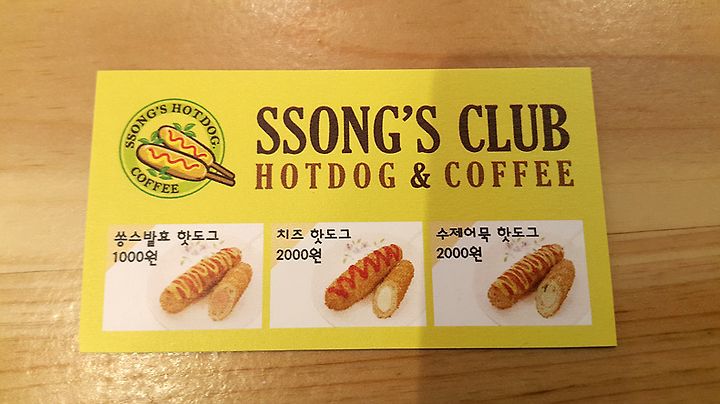 SSONG'S HOTDOG.
COFFEE
SSONG'S CLUB
HOTDOG & COFFEE
쏭스발효 핫도그
1000원
치즈 핫도그
2000원
수제어묵 핫도그
2000원